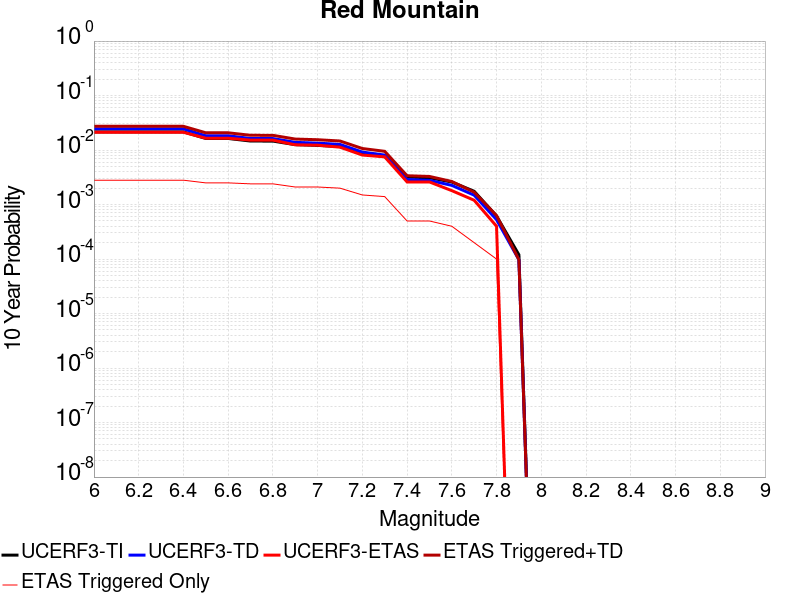 Red Mountain
10^0
10^-1
10^-2
10^-3
10^-4
10^-5
10^-6
10^-7
10^-8
10 Year Probability
6 6.2 6.4 6.6 6.8 7 7.2 7.4 7.6 7.8 8 8.2 8.4 8.6 8.8 9
Magnitude
UCERF3-TI UCERF3-TD UCERF3-ETAS ETAS Triggered+TD
ETAS Triggered Only